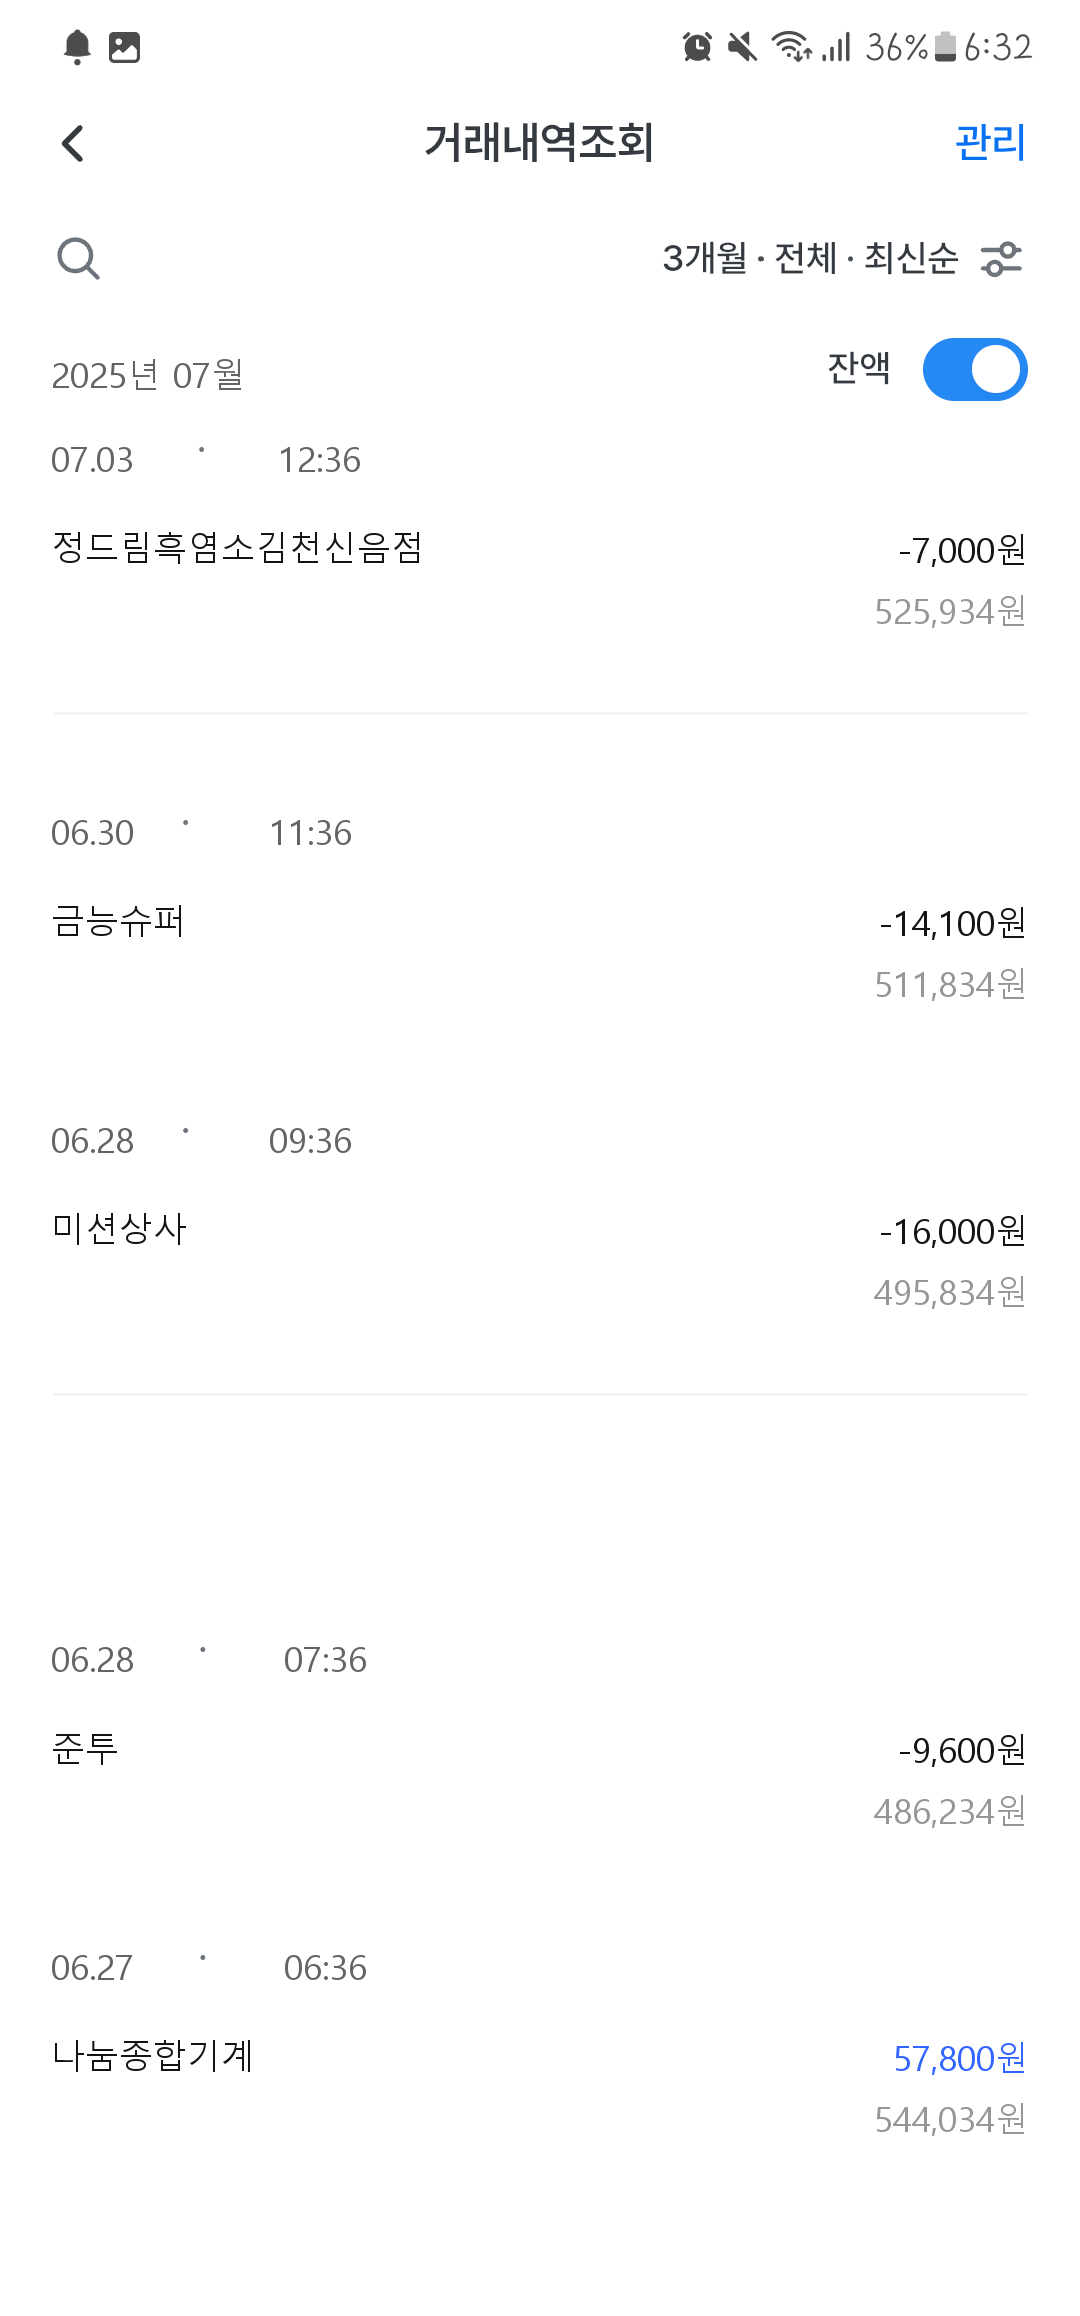 36% 6:32
거래내역조회 관리
3개월 · 전체 · 최신순
2025년 07월 잔액
07.03 · 12:36
정드림흑염소김천신음점 -7,000원
525,934원
06.30 · 11:36
금능슈퍼 -14,100원
511,834원
06.28 · 09:36
미션상사 -16,000원
495,834원
06.28 · 07:36
준투 -9,600원
486,234원
06.27 · 06:36
나눔종합기계 57,800원
544,034원